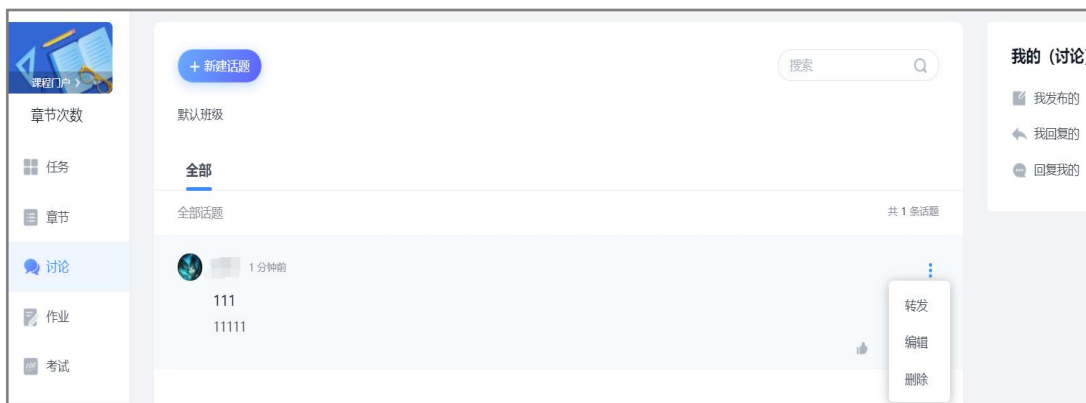 课程门户 >
章节次数
任务
章节
讨论
作业
考试
+ 新建话题
搜索
默认班级
全部
全部话题
共 1 条话题
1 分钟前
111
11111
转发
编辑
删除
我的（讨论）
我发布的
我回复的
回复我的